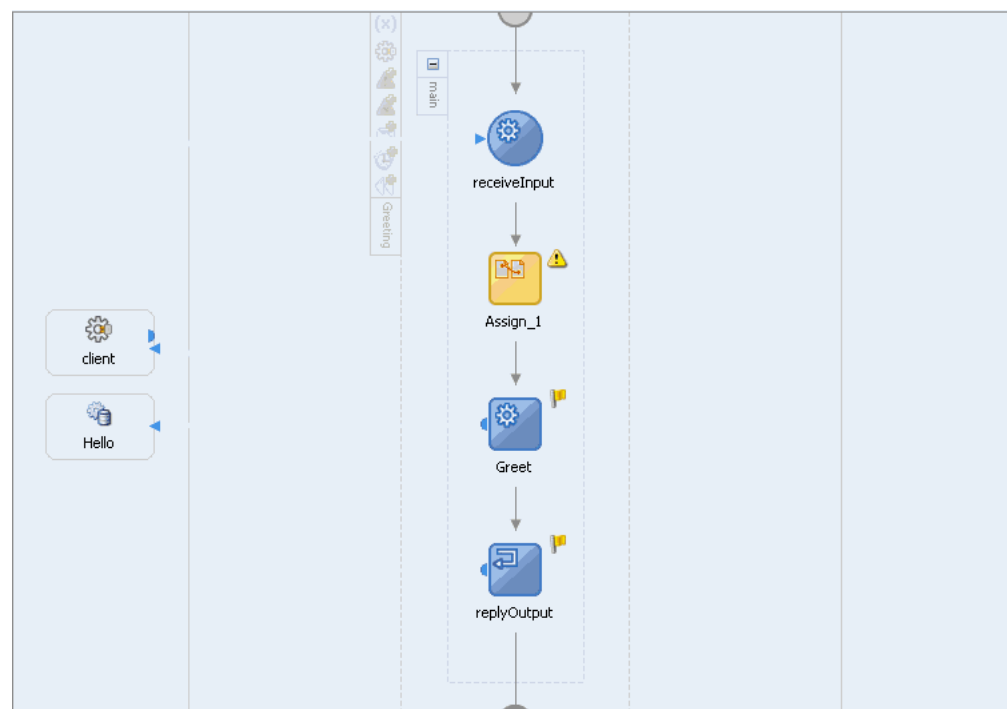 main
receiveInput
Greeting
Assign_1
client
Hello
Greet
replyOutput